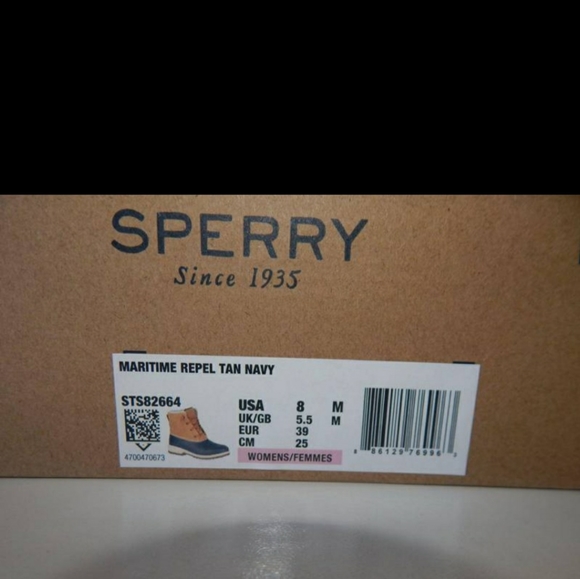 SPERRY
Since 1935
MARITIME REPEL TAN NAVY
STS82664
USA 8 M
UK/GB 5.5 M
EUR 39
CM 25
4700470673
WOMENS/FEMMES